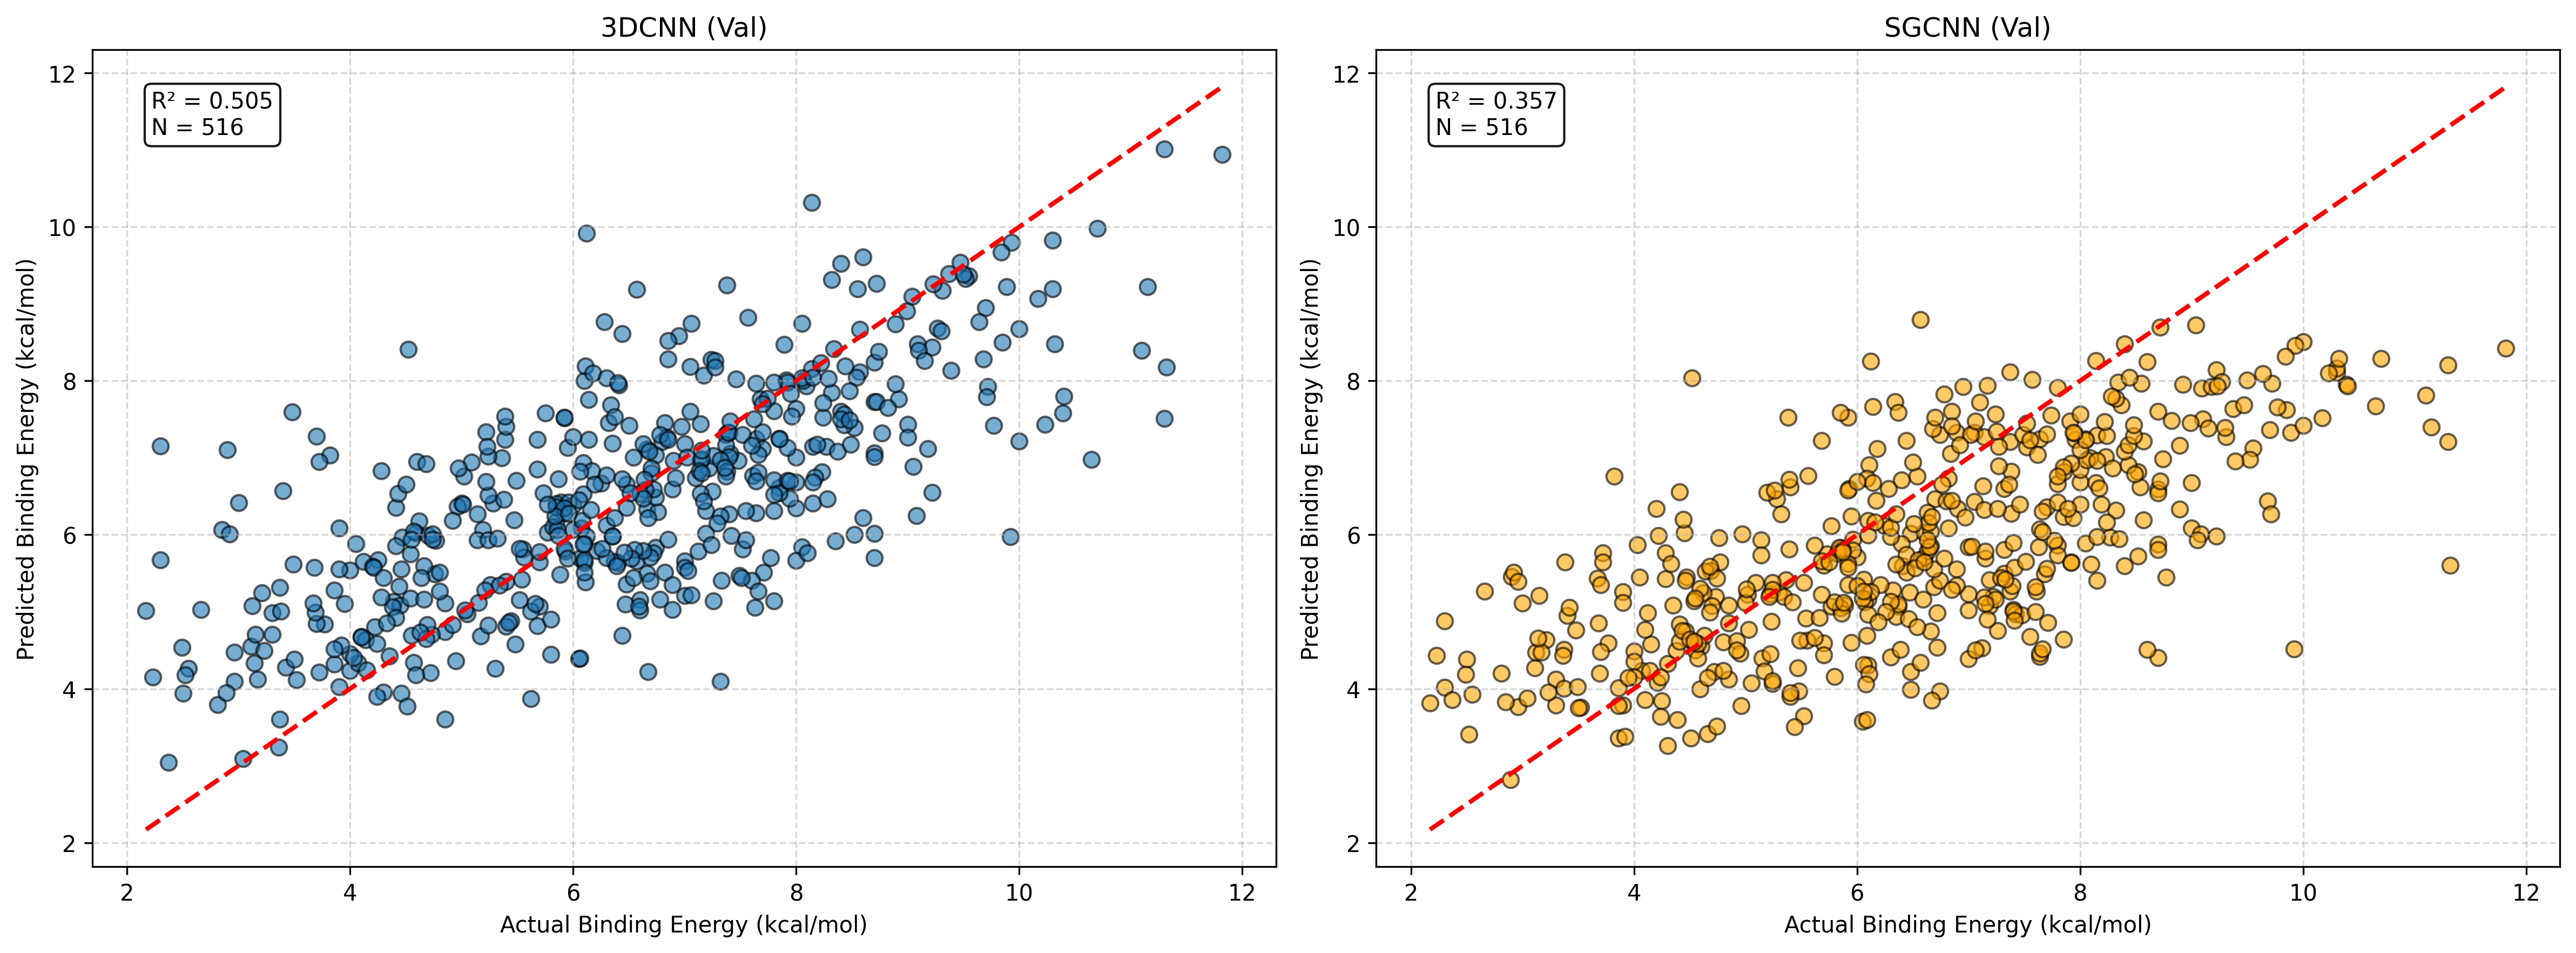 3DCNN (Val)
R² = 0.505
N = 516
12
10
8
6
4
2
Predicted Binding Energy (kcal/mol)
2 4 6 8 10 12
Actual Binding Energy (kcal/mol)
SGCNN (Val)
R² = 0.357
N = 516
12
10
8
6
4
2
Predicted Binding Energy (kcal/mol)
2 4 6 8 10 12
Actual Binding Energy (kcal/mol)